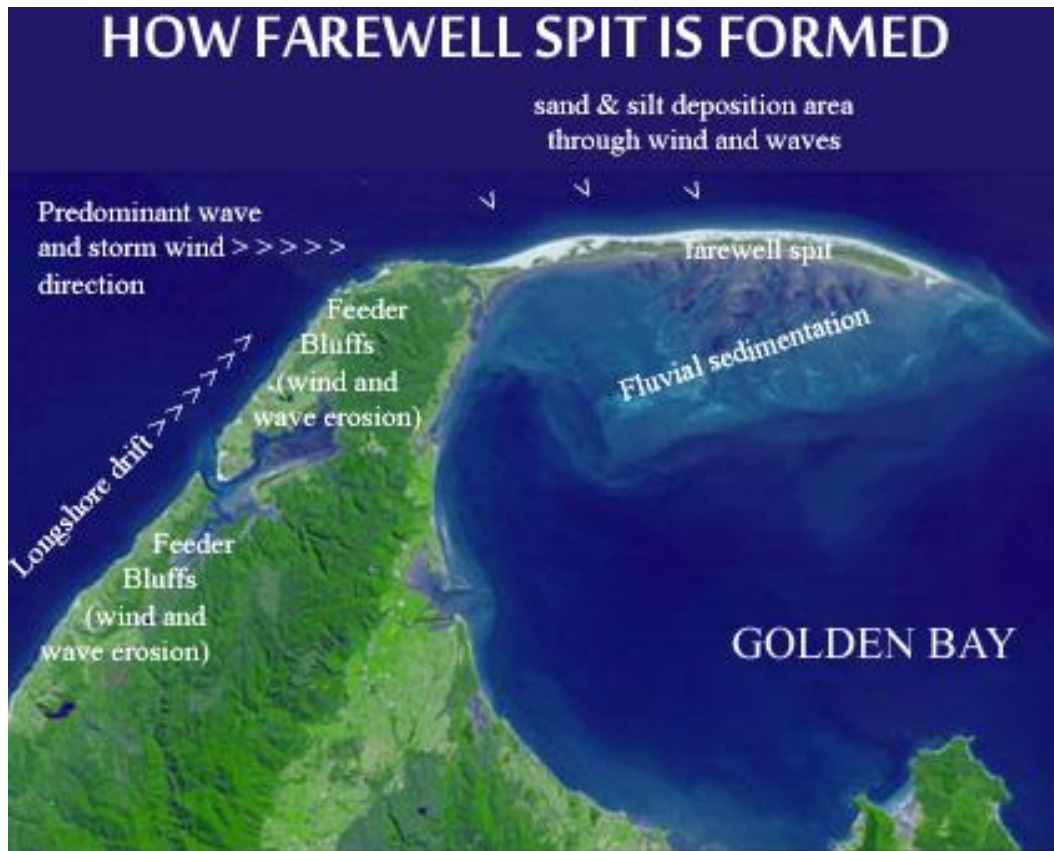 HOW FAREWELL SPIT IS FORMED
sand & silt deposition area
through wind and waves
Predominant wave
and storm wind > > > > >
direction
farewell spit
Feeder
Bluffs
(wind and
wave erosion)
Fluvial sedimentation
Longshore drift > > > > > > >
Feeder
Bluffs
(wind and
wave erosion)
GOLDEN BAY